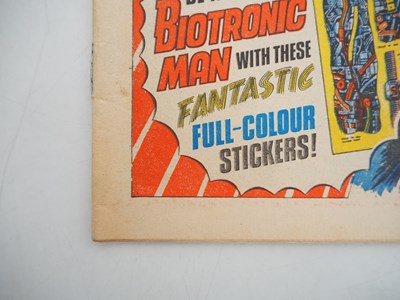 BIOTRONIC
MAN WITH THESE
FANTASTIC
FULL-COLOUR
STICKERS!